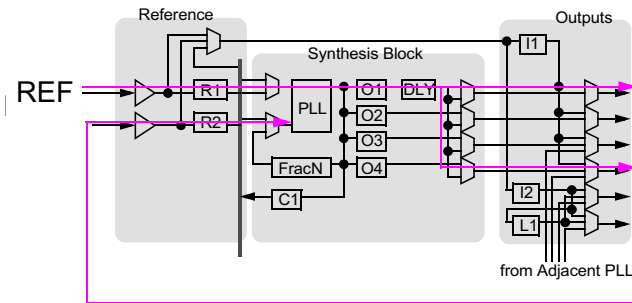 Reference
Outputs
I1
Synthesis Block
REF
R1
O1
DLY
PLL
O2
R2
O3
FracN
O4
C1
I2
L1
from Adjacent PLL